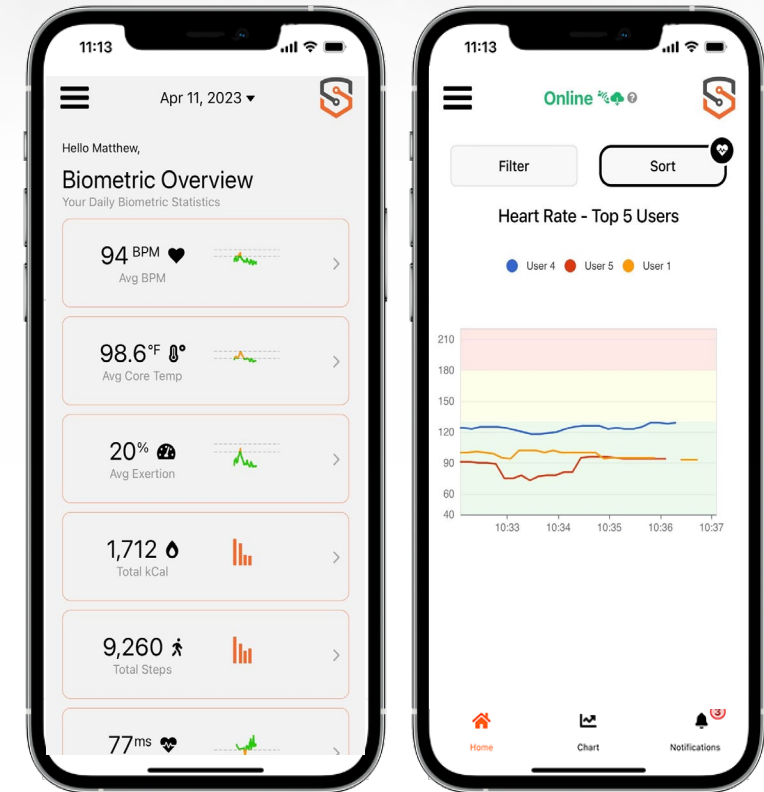 11:13
Apr 11, 2023
Hello Matthew,
Biometric Overview
Your Daily Biometric Statistics
94 BPM
Avg BPM
98.6°F
Avg Core Temp
20%
Avg Exertion
1,712
Total kCal
9,260
Total Steps
77ms
11:13
Online
Filter
Sort
Heart Rate - Top 5 Users
User 4 User 5 User 1
210
180
150
120
90
60
40
10:33 10:34 10:35 10:36 10:37
3
Home Chart Notifications